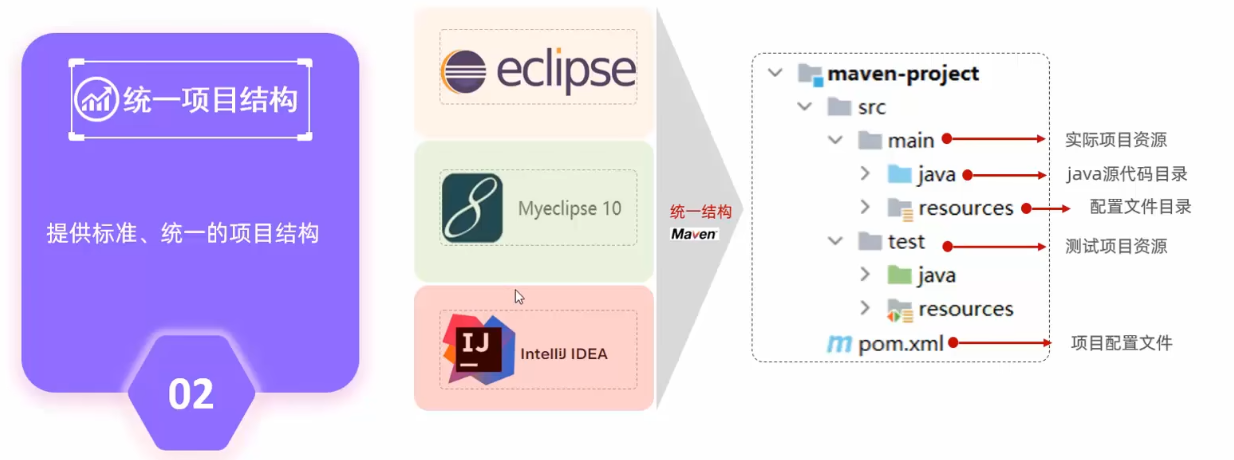 统一项目结构
提供标准、统一的项目结构
02
eclipse
Myeclipse 10
IJ
IntelliJ IDEA
统一结构
Maven
maven-project
src
main
实际项目资源
java
java源代码目录
resources
配置文件目录
test
测试项目资源
java
resources
pom.xml
项目配置文件